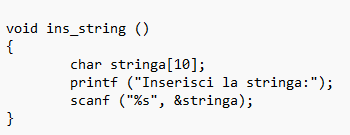 void ins_string ()
{
char stringa[10];
printf ("Inserisci la stringa:");
scanf ("%s", &stringa);
}